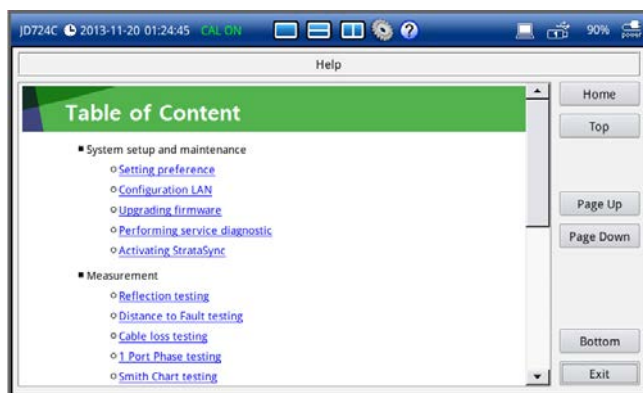 JD724C 2013-11-20 01:24:45 CAL ON 90%
Help
Table of Content
System setup and maintenance
Setting preference
Configuration LAN
Upgrading firmware
Performing service diagnostic
Activating StrataSync
Measurement
Reflection testing
Distance to Fault testing
Cable loss testing
1 Port Phase testing
Smith Chart testing
Home
Top
Page Up
Page Down
Bottom
Exit